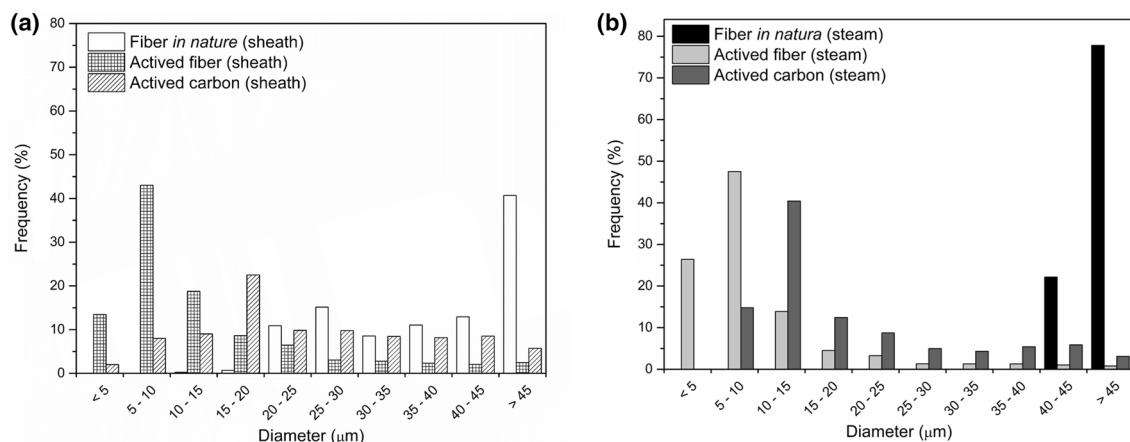 (a)
80
70
60
50
40
30
20
10
0
Frequency (%)
Fiber in nature (sheath)
Actived fiber (sheath)
Actived carbon (sheath)
< 5
5 - 10
10 - 15
15 - 20
20 - 25
25 - 30
30 - 35
35 - 40
40 - 45
> 45
Diameter (μm)
(b)
80
70
60
50
40
30
20
10
0
Frequency (%)
Fiber in natura (steam)
Actived fiber (steam)
Actived carbon (steam)
< 5
5 - 10
10 - 15
15 - 20
20 - 25
25 - 30
30 - 35
35 - 40
40 - 45
> 45
Diameter (μm)